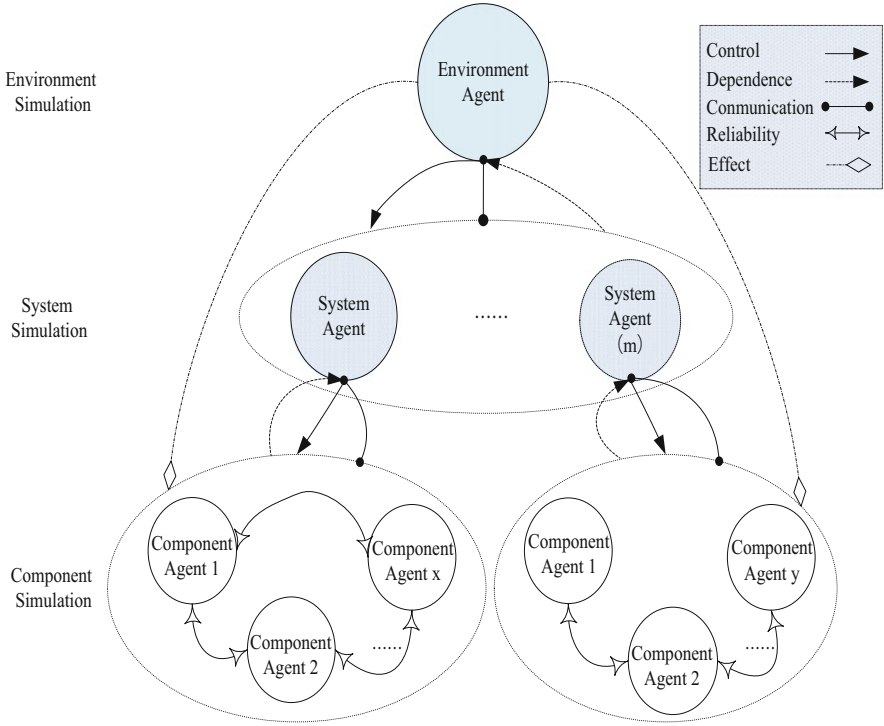 Environment
Simulation
Environment
Agent
Control
Dependence
Conmunication
Reliability
Effect
System
Simulation
System
Agent
......
System
Agent
(m)
Component
Simulation
Component
Agent 1
Component
Agent x
Component
Agent 2
......
Component
Agent 1
Component
Agent y
Component
Agent 2
......